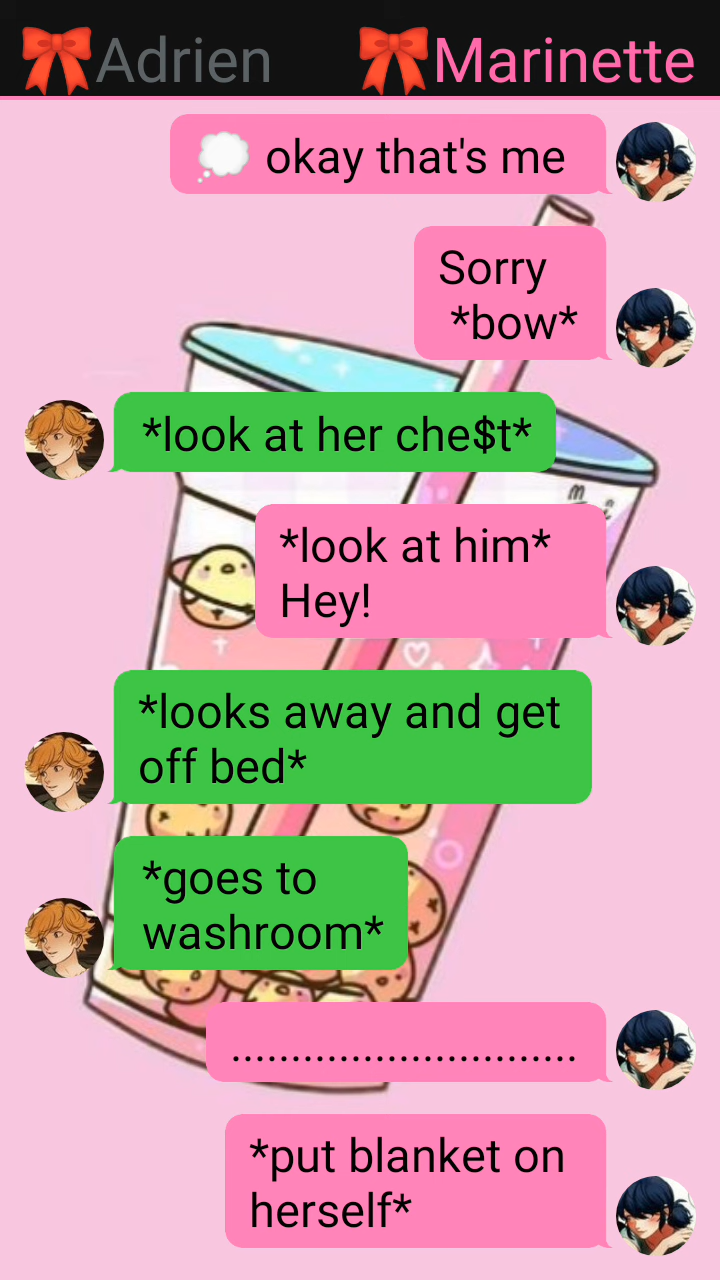 🎀Adrien 🎀Marinette
💭 okay that's me
Sorry
*bow*
*look at her che$t*
*look at him*
Hey!
*looks away and get
off bed*
*goes to
washroom*
.............................
*put blanket on
herself*